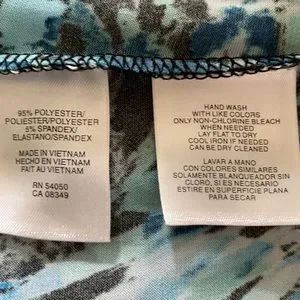 95% POLYESTER/
POLIESTER/POLYESTER
5% SPANDEX/
ELASTANO/SPANDEX
MADE IN VIETNAM
HECHO EN VIETNAM
FAIT AU VIETNAM
RN 54050
CA 08349
HAND WASH
WITH LIKE COLORS
ONLY NON-CHLORINE BLEACH
WHEN NEEDED
LAY FLAT TO DRY
COOL IRON IF NEEDED
CAN BE DRY CLEANED
LAVAR A MANO
CON COLORES SIMILARES
SOLAMENTE BLANQUEADOR SIN
CLORO, SI ES NECESARIO
ESTIRAR EN SUPERFICIE PLANA
PARA SECAR